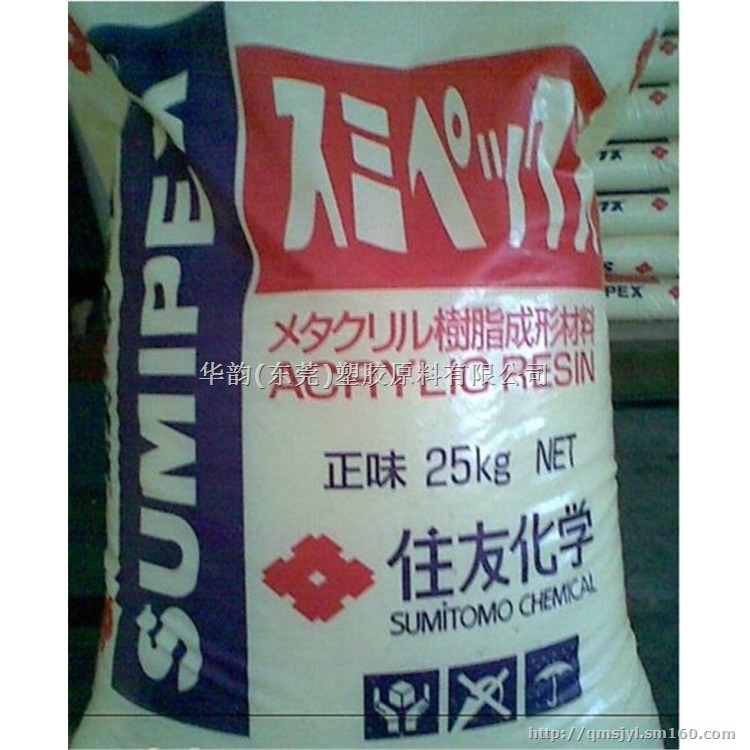 SUMIPEX
スミペックス
メタクリル樹脂成形材料
ACRYLIC RESIN
华韵(东莞)塑胶原料有限公司
正味 25kg NET
住友化学
SUMITOMO CHEMICAL
PEX
http://qmsjyl.sm160.com/